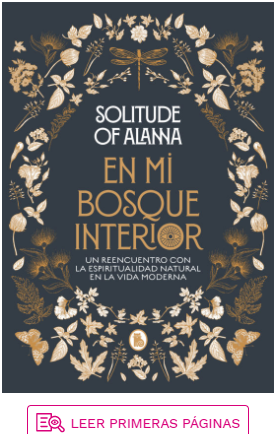 SOLITUDE
OF ALANNA
EN MI
BOSQUE
INTERIOR
UN REENCUENTRO CON
LA ESPIRITUALIDAD NATURAL
EN LA VIDA MODERNA
B
LEER PRIMERAS PÁGINAS